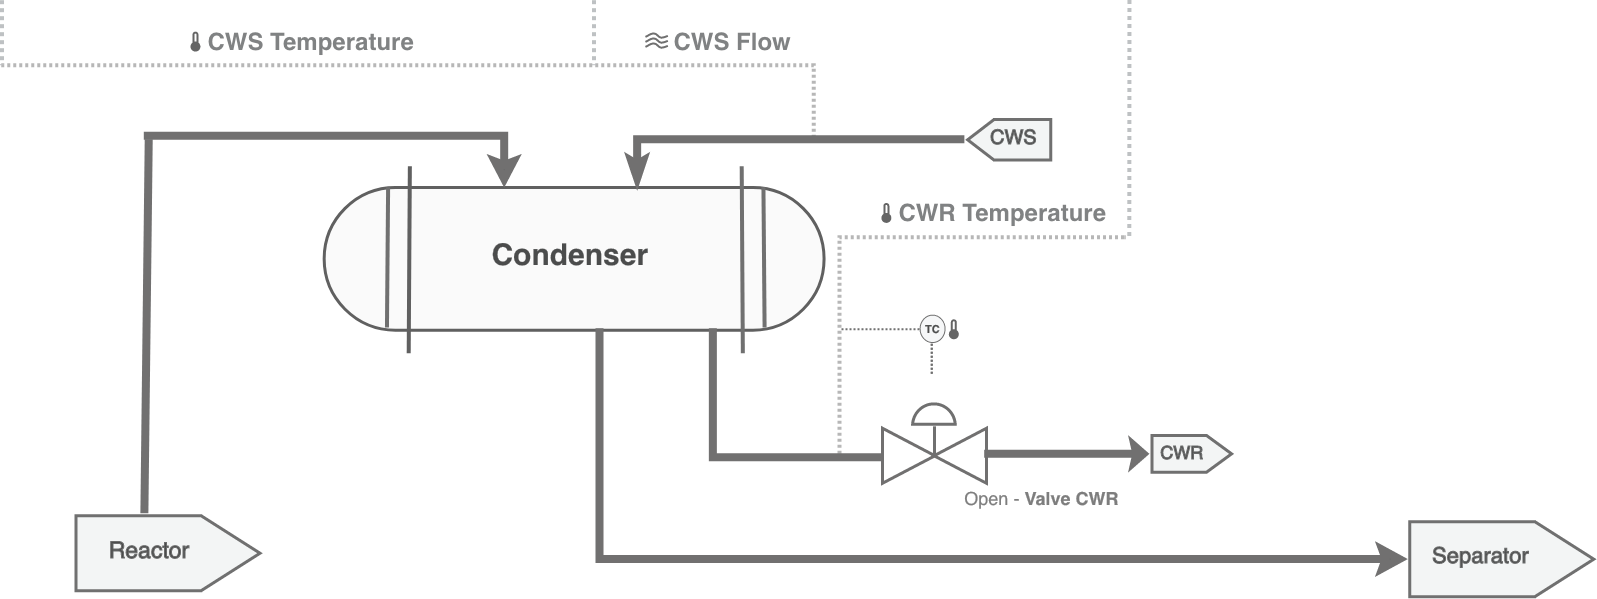 CWS Temperature
CWS Flow
CWS
CWR Temperature
Condenser
TC
CWR
Open - Valve CWR
Reactor
Separator